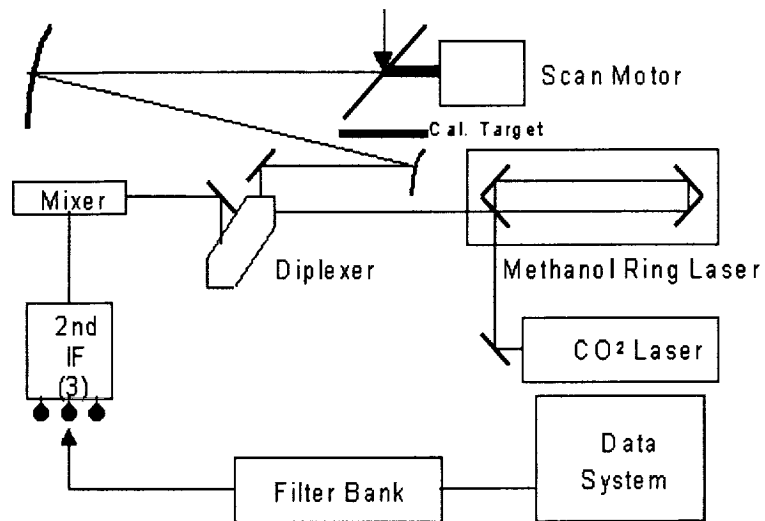 Scan Motor
Cal. Target
Mixer
Diplexer
Methanol Ring Laser
2nd
IF
(3)
CO² Laser
Data
System
Filter Bank